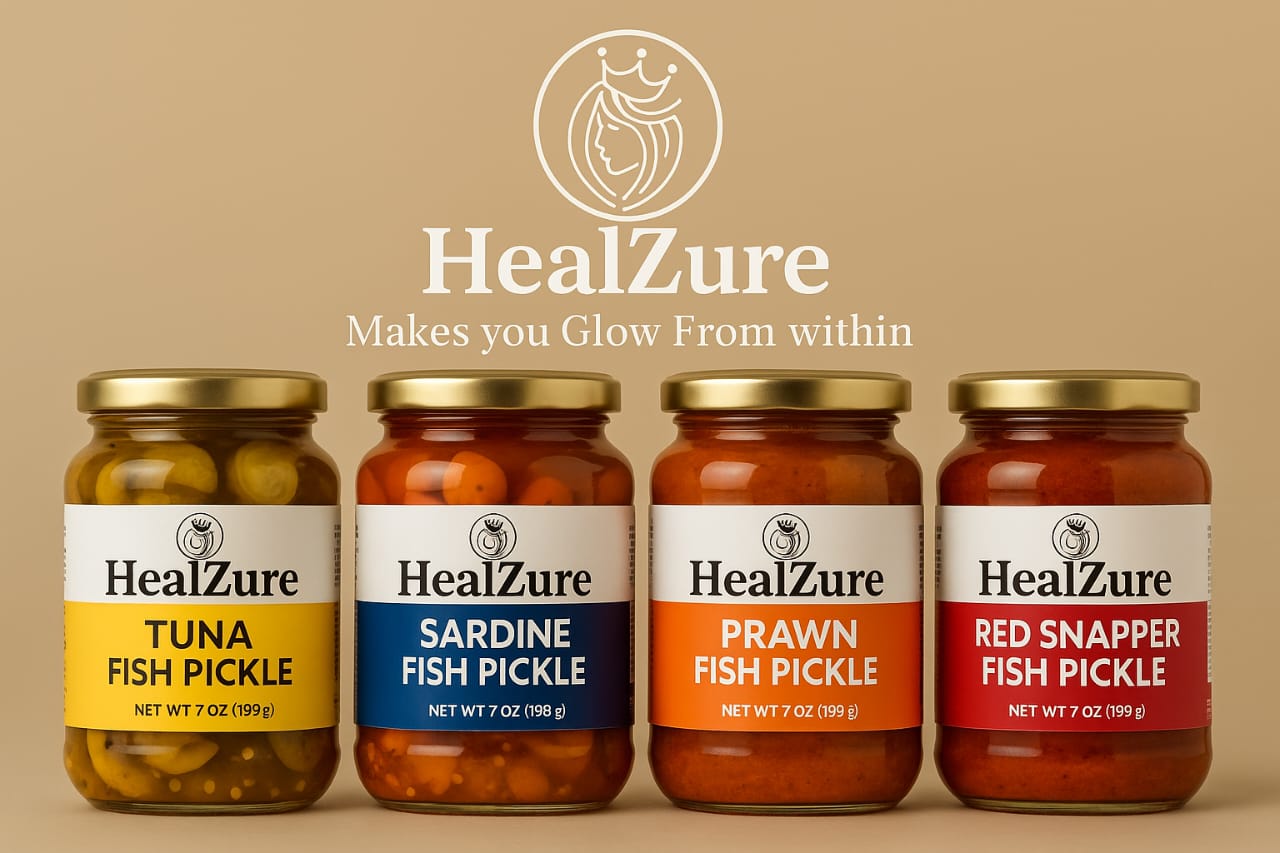 HealZure
Makes you Glow From within
HealZure
TUNA
FISH PICKLE
NET WT 7 OZ (199 g)
HealZure
SARDINE
FISH PICKLE
NET WT 7 OZ (198 g)
HealZure
PRAWN
FISH PICKLE
NET WT 7 OZ (199 g)
HealZure
RED SNAPPER
FISH PICKLE
NET WT 7 OZ (199 g)